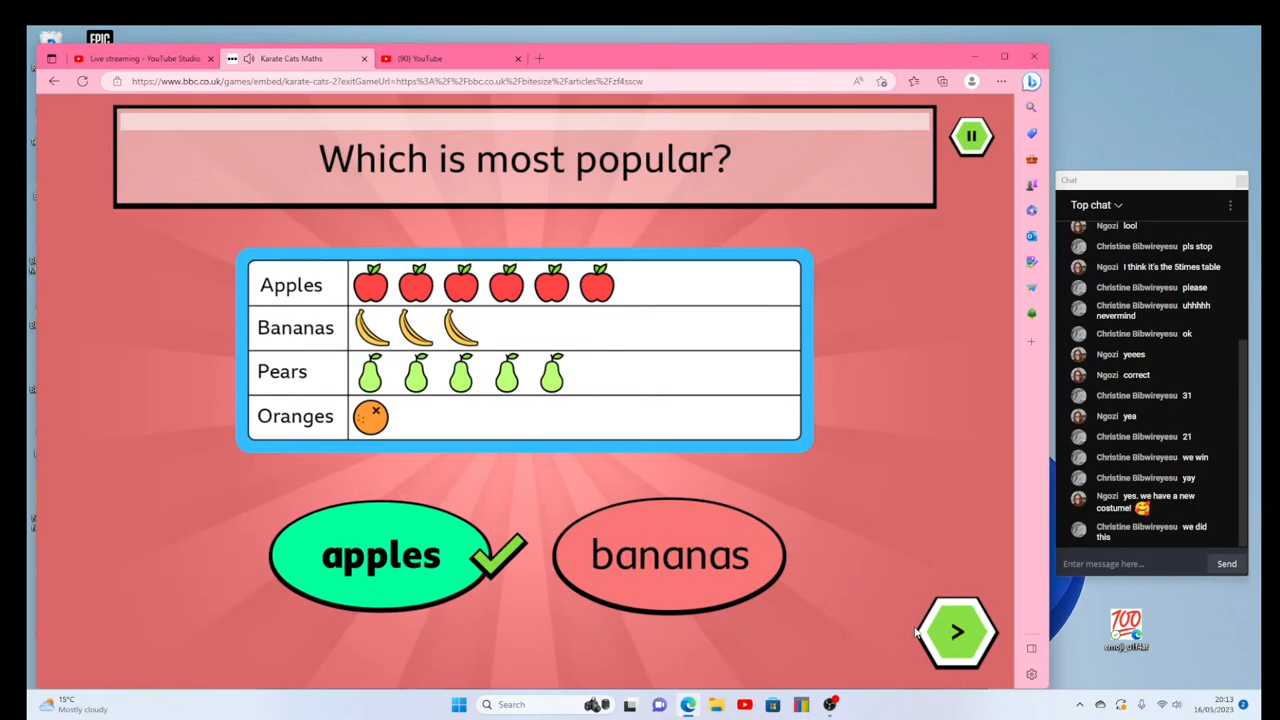 EPIC
Live streaming - YouTube Studio
Karate Cats Maths
(90) YouTube
https://www.bbc.co.uk/games/embed/karate-cats-2?exitGameUrl=https%3A%2F%2Fbbc.co.uk%2Fbitesize%2Farticles%2Fzf4sscw
Which is most popular?
Apples
Bananas
Pears
Oranges
apples
bananas
>
Chat
Top chat
Ngozi lool
Christine Bibwireyesu pls stop
Ngozi I think it's the 5times table
Christine Bibwireyesu please
Christine Bibwireyesu uhhhhh
nevermind
Christine Bibwireyesu ok
Ngozi yeees
Ngozi correct
Christine Bibwireyesu 31
Ngozi yea
Christine Bibwireyesu 21
Christine Bibwireyesu we win
Christine Bibwireyesu yay
Ngozi yes. we have a new
costume! 🥰
Christine Bibwireyesu we did
this
Enter message here...
Send
100
emoji_u1f4af
15°C
Mostly cloudy
Search
20:13
16/05/2023
2